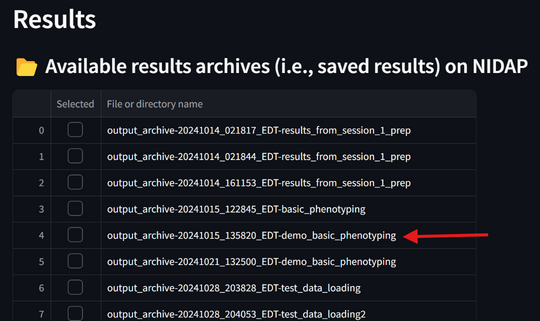 Results
Available results archives (i.e., saved results) on NIDAP
Selected File or directory name
0 output_archive-20241014_021817_EDT-results_from_session_1_prep
1 output_archive-20241014_021844_EDT-results_from_session_1_prep
2 output_archive-20241014_161153_EDT-results_from_session_1_prep
3 output_archive-20241015_122845_EDT-basic_phenotyping
4 output_archive-20241015_135820_EDT-demo_basic_phenotyping
5 output_archive-20241021_132500_EDT-demo_basic_phenotyping
6 output_archive-20241028_203828_EDT-test_data_loading
7 output_archive-20241028_204053_EDT-test_data_loading2